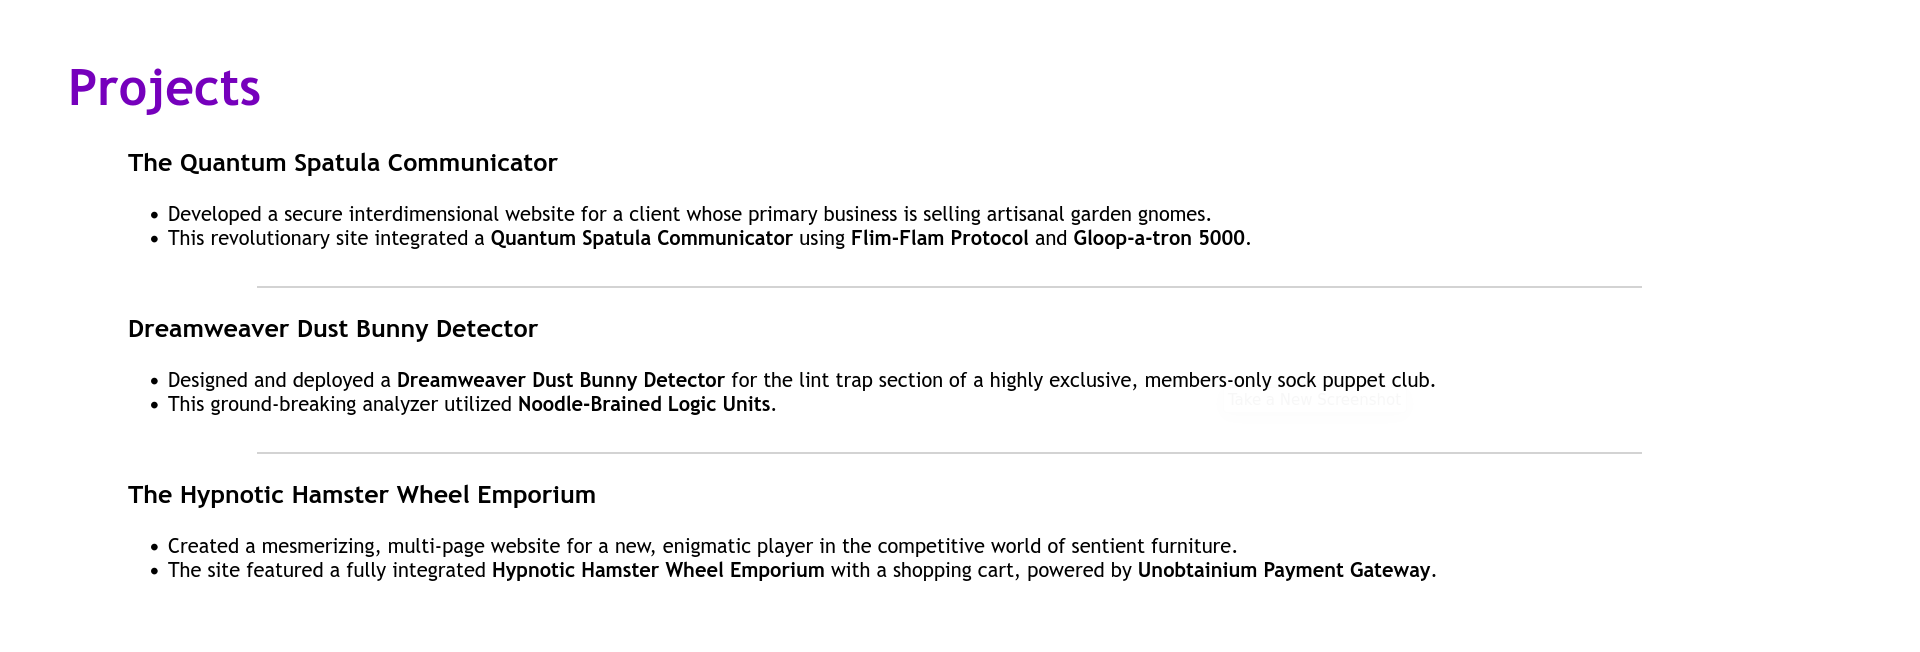 Projects
The Quantum Spatula Communicator
• Developed a secure interdimensional website for a client whose primary business is selling artisanal garden gnomes.
• This revolutionary site integrated a Quantum Spatula Communicator using Flim-Flam Protocol and Gloop-a-tron 5000.
Dreamweaver Dust Bunny Detector
• Designed and deployed a Dreamweaver Dust Bunny Detector for the lint trap section of a highly exclusive, members-only sock puppet club.
Take a New Screenshot
• This ground-breaking analyzer utilized Noodle-Brained Logic Units.
The Hypnotic Hamster Wheel Emporium
• Created a mesmerizing, multi-page website for a new, enigmatic player in the competitive world of sentient furniture.
• The site featured a fully integrated Hypnotic Hamster Wheel Emporium with a shopping cart, powered by Unobtainium Payment Gateway.